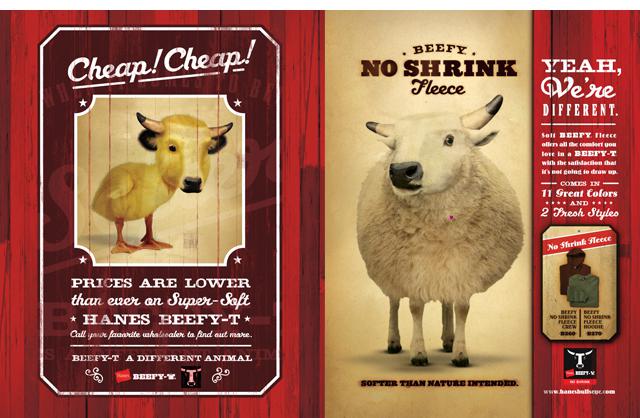 Cheap! Cheap!
PRICES ARE LOWER
than ever on Super-Soft
HANES BEEFY-T
Call your favorite wholesaler to find out more.
BEEFY-T A DIFFERENT ANIMAL
Hanes BEEFY-T
BEEFY
NO SHRINK
Fleece
SOFTER THAN NATURE INTENDED.
YEAH,
We're
DIFFERENT.
Soft BEEFY Fleece
offers all the comfort you
love in a BEEFY-T
with the satisfaction that
it's not going to draw up.
COMES IN
11 Great Colors
AND
2 Fresh Styles
No Shrink Fleece
BEEFY
NO SHRINK
FLEECE
CREW
BEEFY
NO SHRINK
FLEECE
HOODIE
BEEFY-T
NO SHRINK
www.hanesbullseye.com